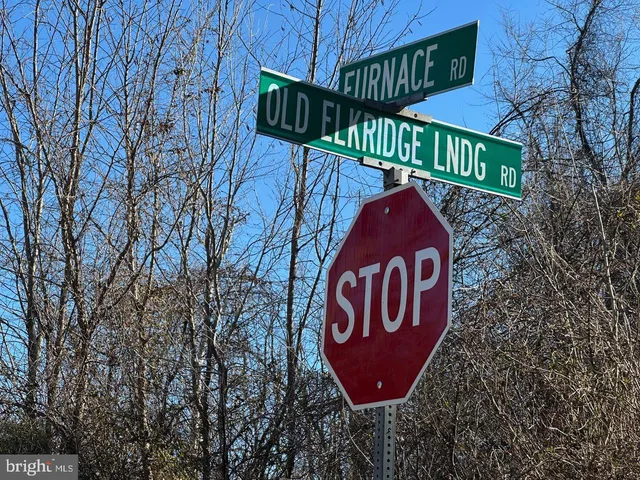 FURNACE RD
OLD ELKRIDGE LNDG RD
STOP
bright MLS